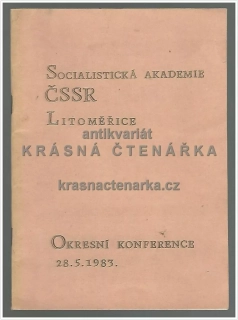 Socialistická akademie
ČSSR
Litoměřice
antikvariát
KRÁSNÁ ČTENÁŘKA
krasnactenarka.cz
Okresní konference
28.5.1983.